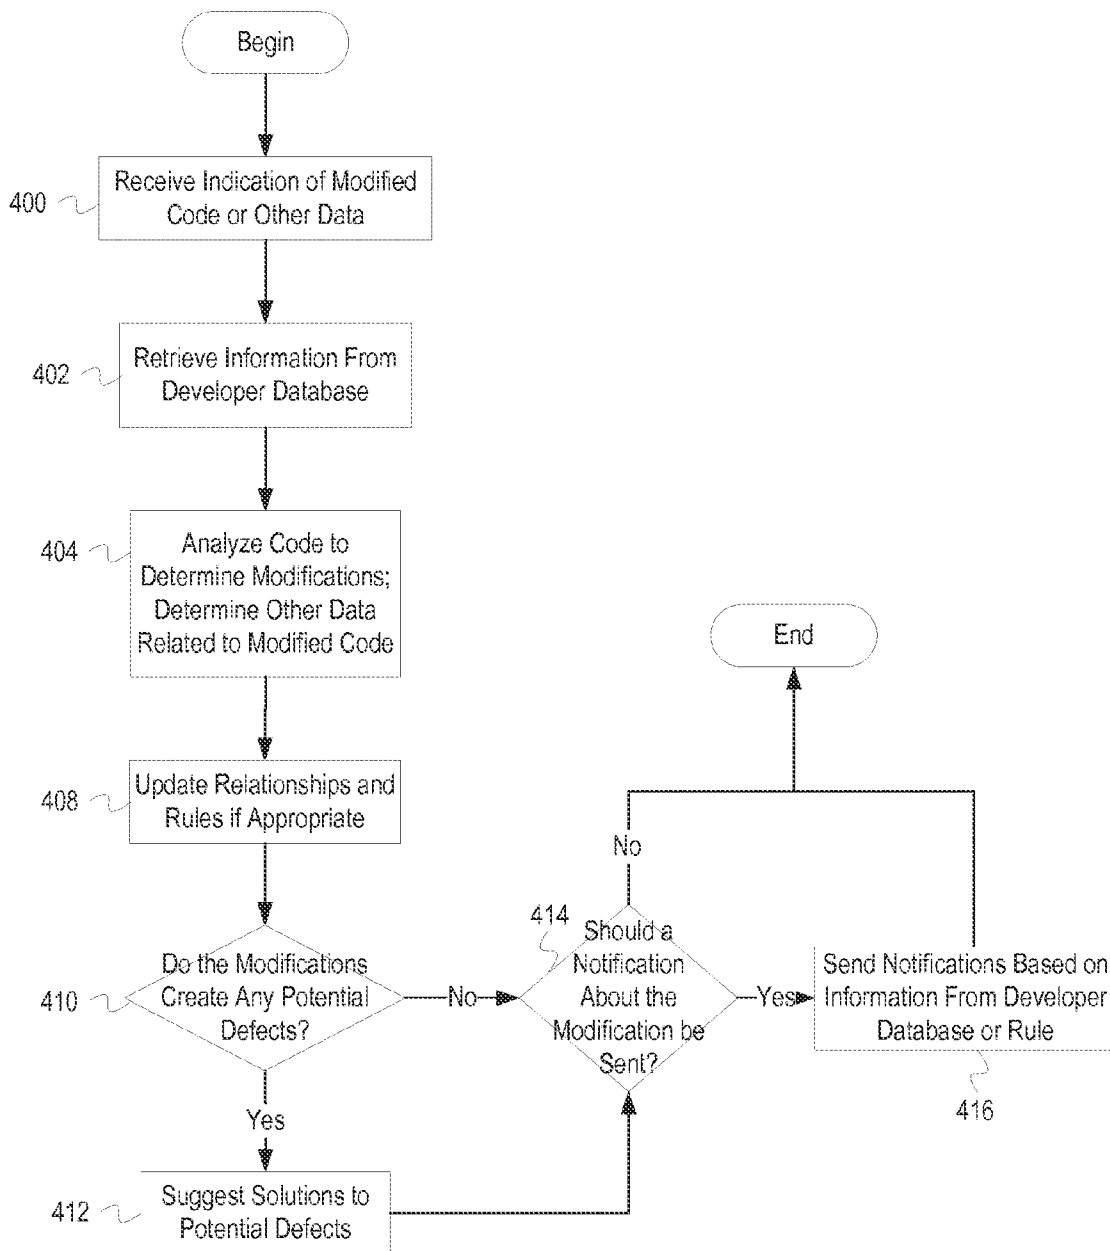 Begin
Receive Indication of Modified
Code or Other Data
400
Retrieve Information From
Developer Database
402
Analyze Code to
Determine Modifications;
Determine Other Data
Related to Modified Code
404
Update Relationships and
Rules if Appropriate
408
Do the Modifications
Create Any Potential
Defects?
410
No
Yes
Suggest Solutions to
Potential Defects
412
414
Should a
Notification
About the
Modification be
Sent?
No
Yes
Send Notifications Based on
Information From Developer
Database or Rule
416
End